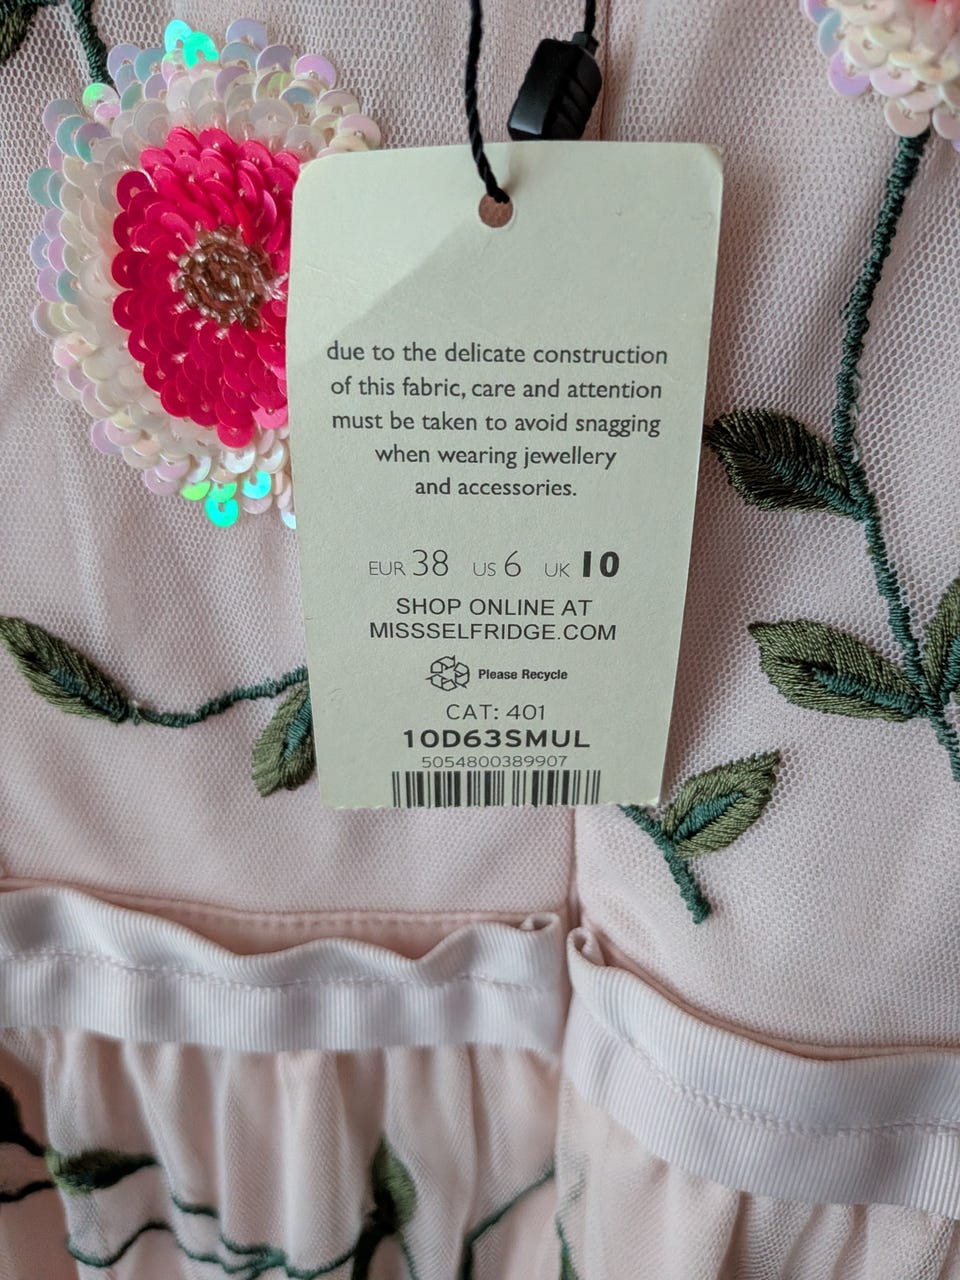 due to the delicate construction
of this fabric, care and attention
must be taken to avoid snagging
when wearing jewellery
and accessories.
EUR 38 US 6 UK 10
SHOP ONLINE AT
MISSSELFRIDGE.COM
Please Recycle
CAT: 401
10D63SMUL
5054800389907